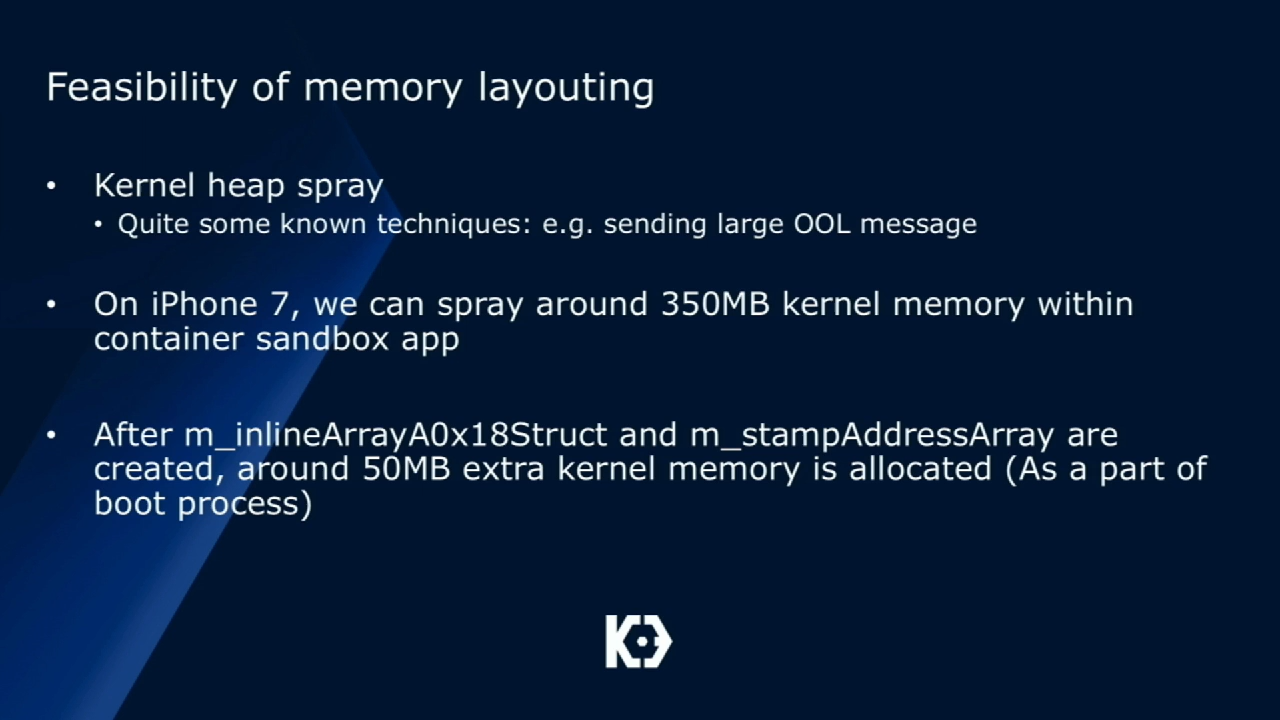 Feasibility of memory layouting
• Kernel heap spray
• Quite some known techniques: e.g. sending large OOL message
• On iPhone 7, we can spray around 350MB kernel memory within
container sandbox app
• After m_inlineArrayA0x18Struct and m_stampAddressArray are
created, around 50MB extra kernel memory is allocated (As a part of
boot process)